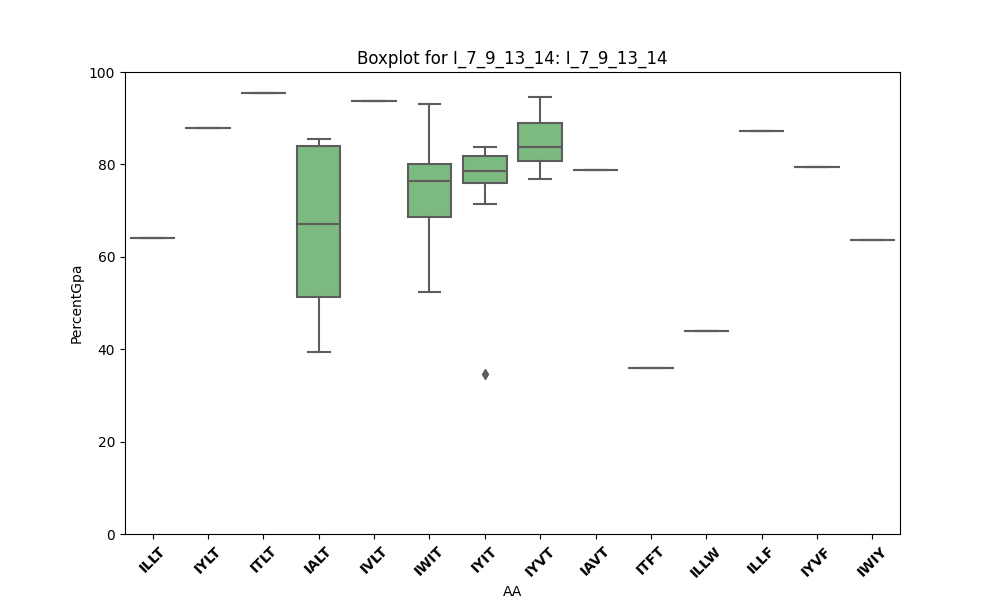 Boxplot for I_7_9_13_14: I_7_9_13_14
100
80
60
40
20
0
PercentGpa
ILLT IYLT ITLT IALT IVLT IWIT IYIT IYVT IAVT ITFT ILLW ILLF IYVF IWIY
AA